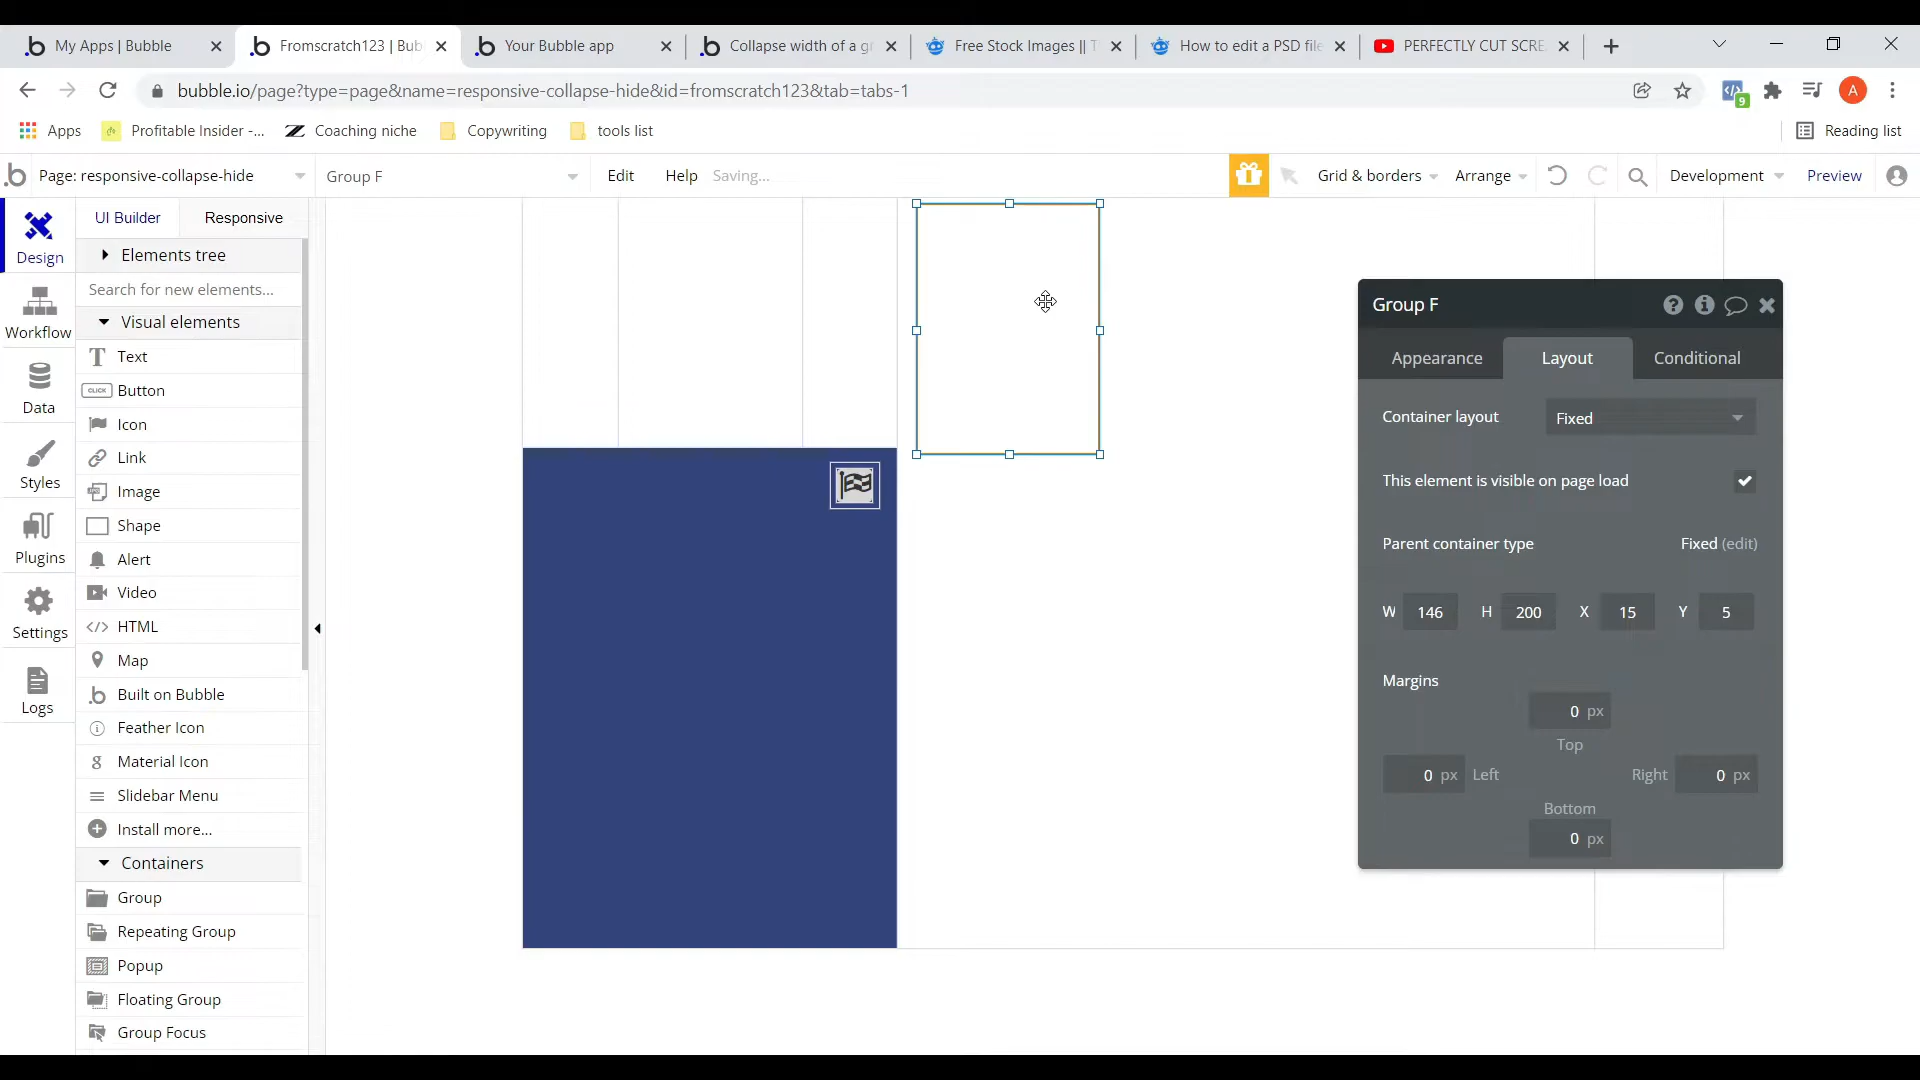 My Apps | Bubble
Fromscratch123 | Bub
Your Bubble app
Collapse width of a gr
Free Stock Images || T
How to edit a PSD file
PERFECTLY CUT SCRE
bubble.io/page?type=page&name=responsive-collapse-hide&id=fromscratch123&tab=tabs-1
9
A
Apps
Profitable Insider -...
Coaching niche
Copywriting
tools list
Reading list
Page: responsive-collapse-hide
Group F
Edit
Help
Saving...
Grid & borders
Arrange
Development
Preview
UI Builder
Responsive
Design
Workflow
Data
Styles
Plugins
Settings
Logs
Elements tree
Search for new elements...
Visual elements
Text
CLICK Button
Icon
Link
Image
Shape
Alert
Video
</> HTML
Map
Built on Bubble
Feather Icon
Material Icon
Slidebar Menu
Install more...
Containers
Group
Repeating Group
Popup
Floating Group
Group Focus
Group F
Appearance
Layout
Conditional
Container layout
Fixed
This element is visible on page load
Parent container type
Fixed (edit)
W 146 H 200 X 15 Y 5
Margins
0 px
Top
0 px Left
Right 0 px
Bottom
0 px